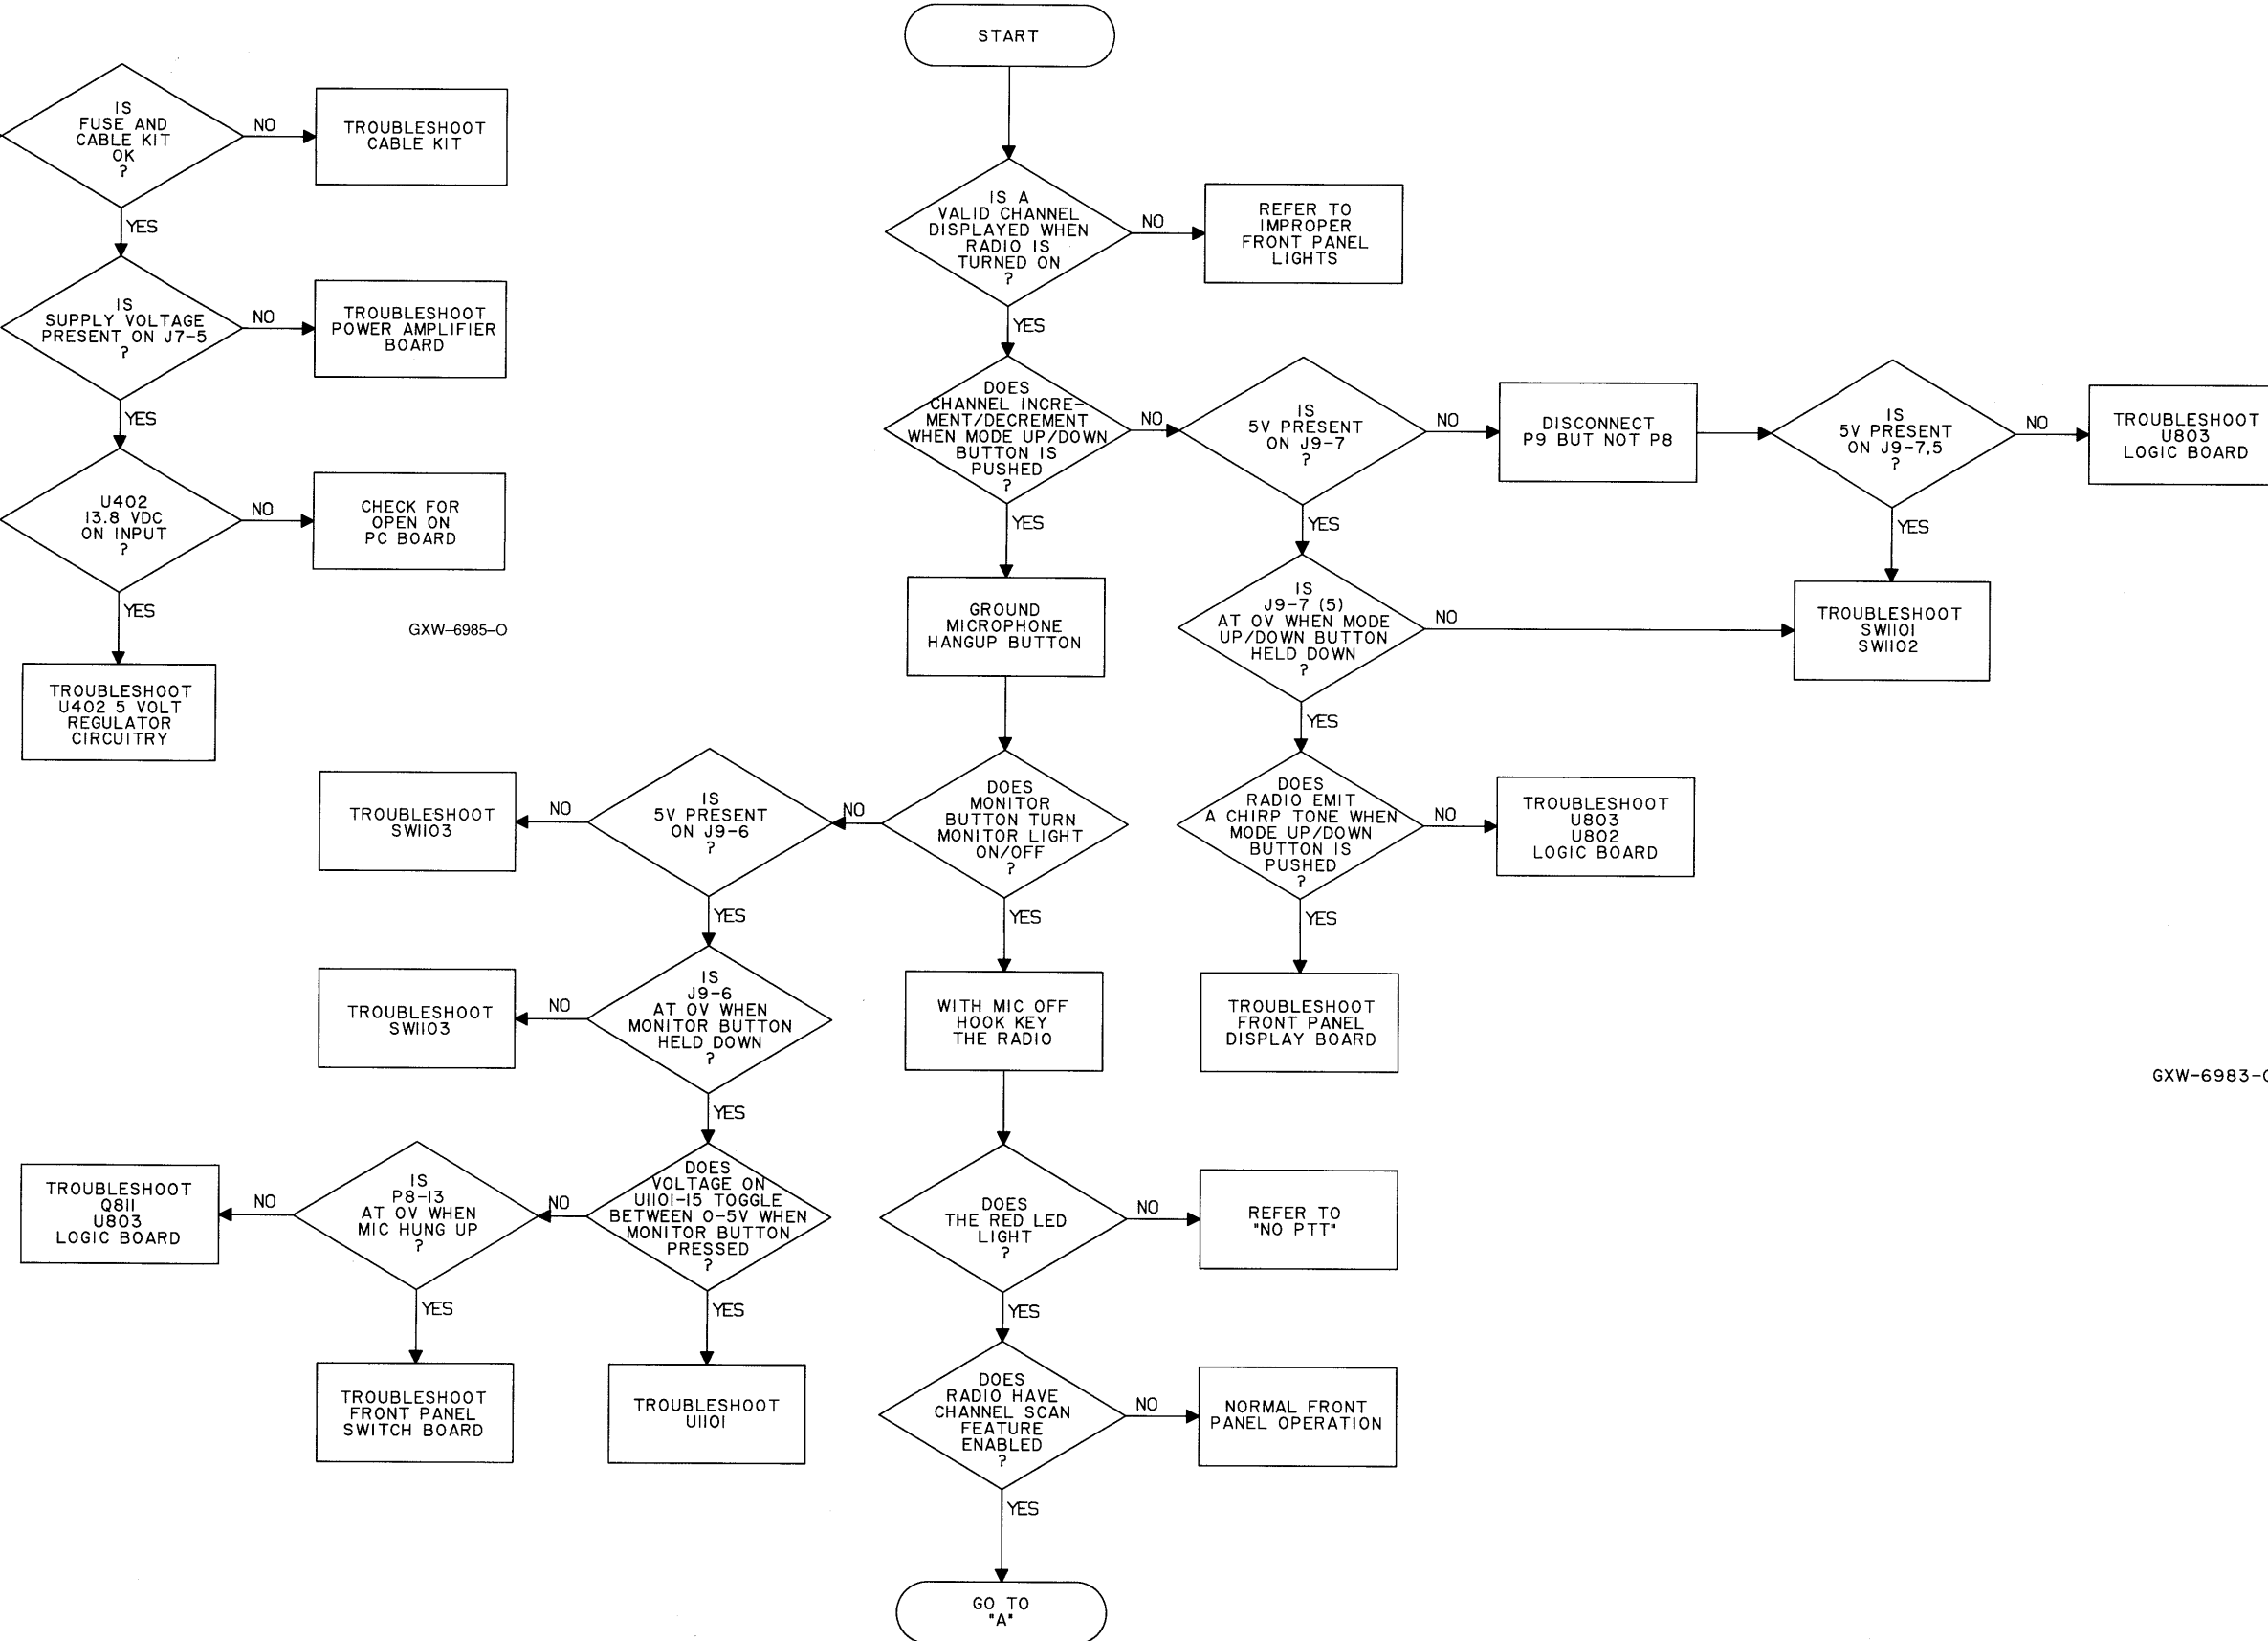 IS
FUSE AND
CABLE KIT
OK
?
NO
TROUBLESHOOT
CABLE KIT
YES
IS
SUPPLY VOLTAGE
PRESENT ON J7-5
?
NO
TROUBLESHOOT
POWER AMPLIFIER
BOARD
YES
U402
13.8 VDC
ON INPUT
?
NO
CHECK FOR
OPEN ON
PC BOARD
YES
TROUBLESHOOT
U402 5 VOLT
REGULATOR
CIRCUITRY
GXW-6985-O
START
IS A
VALID CHANNEL
DISPLAYED WHEN
RADIO IS
TURNED ON
?
NO
REFER TO
IMPROPER
FRONT PANEL
LIGHTS
YES
DOES
CHANNEL INCRE-
MENT/DECREMENT
WHEN MODE UP/DOWN
BUTTON IS
PUSHED
?
NO
IS
5V PRESENT
ON J9-7
?
NO
DISCONNECT
P9 BUT NOT P8
IS
5V PRESENT
ON J9-7,5
?
NO
TROUBLESHOOT
U803
LOGIC BOARD
YES
YES
YES
GROUND
MICROPHONE
HANGUP BUTTON
IS
J9-7 (5)
AT 0V WHEN MODE
UP/DOWN BUTTON
HELD DOWN
?
NO
TROUBLESHOOT
SW1101
SW1102
YES
DOES
RADIO EMIT
A CHIRP TONE WHEN
MODE UP/DOWN
BUTTON IS
PUSHED
?
NO
TROUBLESHOOT
U803
U802
LOGIC BOARD
YES
TROUBLESHOOT
FRONT PANEL
DISPLAY BOARD
DOES
MONITOR
BUTTON TURN
MONITOR LIGHT
ON/OFF
?
NO
IS
5V PRESENT
ON J9-6
?
NO
TROUBLESHOOT
SW1103
YES
IS
J9-6
AT 0V WHEN
MONITOR BUTTON
HELD DOWN
?
NO
TROUBLESHOOT
SW1103
YES
DOES
VOLTAGE ON
U1101-15 TOGGLE
BETWEEN 0-5V WHEN
MONITOR BUTTON
PRESSED
?
NO
IS
P8-13
AT 0V WHEN
MIC HUNG UP
?
NO
TROUBLESHOOT
Q811
U803
LOGIC BOARD
YES
TROUBLESHOOT
FRONT PANEL
SWITCH BOARD
YES
TROUBLESHOOT
U1101
YES
WITH MIC OFF
HOOK KEY
THE RADIO
DOES
THE RED LED
LIGHT
?
NO
REFER TO
"NO PTT"
YES
DOES
RADIO HAVE
CHANNEL SCAN
FEATURE
ENABLED
?
NO
NORMAL FRONT
PANEL OPERATION
YES
GO TO
"A"
GXW-6983-O